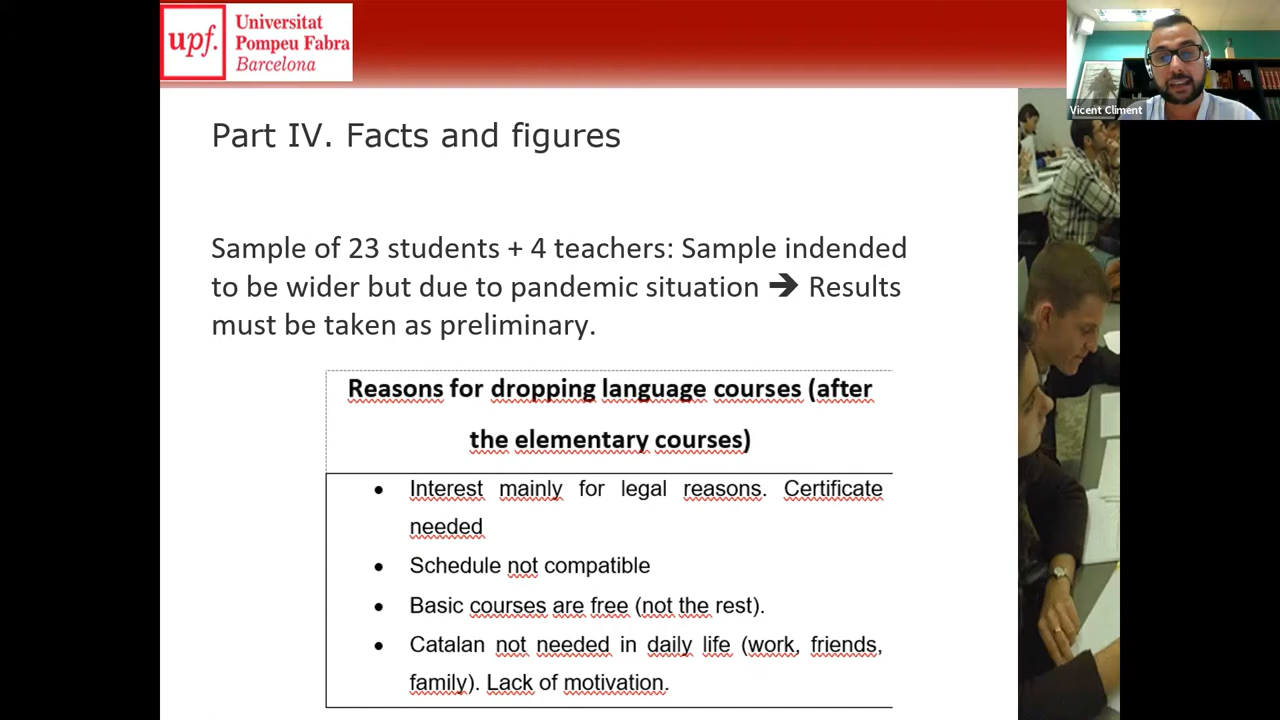 upf.
Universitat
Pompeu Fabra
Barcelona
Vicent Climent
Part IV. Facts and figures
Sample of 23 students + 4 teachers: Sample indended
to be wider but due to pandemic situation ➔ Results
must be taken as preliminary.
Reasons for dropping language courses (after
the elementary courses)
• Interest mainly for legal reasons. Certificate
needed
• Schedule not compatible
• Basic courses are free (not the rest).
• Catalan not needed in daily life (work, friends,
family). Lack of motivation.